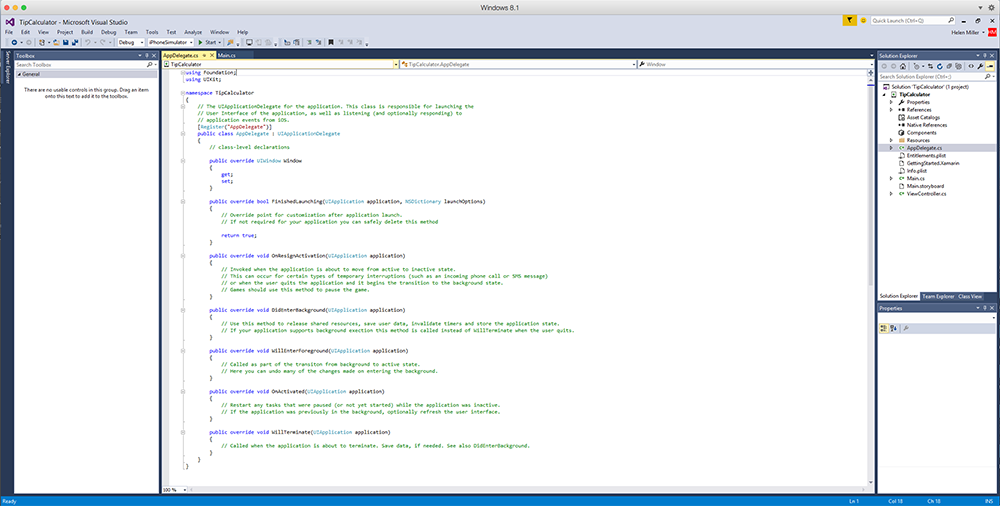 Windows 8.1
TipCalculator - Microsoft Visual Studio
Quick Launch (Ctrl+Q)
File Edit View Project Build Debug Team Tools Test Analyze Window Help
Helen Miller
HM
Debug
iPhoneSimulator
Start
Server Explorer
Toolbox
Search Toolbox
General
There are no usable controls in this group. Drag an item
onto this text to add it to the toolbox.
AppDelegate.cs
Main.cs
TipCalculator
TipCalculator.AppDelegate
Window
using Foundation;
using UIKit;
namespace TipCalculator
{
// The UIApplicationDelegate for the application. This class is responsible for launching the
// User Interface of the application, as well as listening (and optionally responding) to
// application events from iOS.
[Register("AppDelegate")]
public class AppDelegate : UIApplicationDelegate
{
// class-level declarations
public override UIWindow Window
{
get;
set;
}
public override bool FinishedLaunching(UIApplication application, NSDictionary launchOptions)
{
// Override point for customization after application launch.
// If not required for your application you can safely delete this method
return true;
}
public override void OnResignActivation(UIApplication application)
{
// Invoked when the application is about to move from active to inactive state.
// This can occur for certain types of temporary interruptions (such as an incoming phone call or SMS message)
// or when the user quits the application and it begins the transition to the background state.
// Games should use this method to pause the game.
}
public override void DidEnterBackground(UIApplication application)
{
// Use this method to release shared resources, save user data, invalidate timers and store the application state.
// If your application supports background exection this method is called instead of WillTerminate when the user quits.
}
public override void WillEnterForeground(UIApplication application)
{
// Called as part of the transiton from background to active state.
// Here you can undo many of the changes made on entering the background.
}
public override void OnActivated(UIApplication application)
{
// Restart any tasks that were paused (or not yet started) while the application was inactive.
// If the application was previously in the background, optionally refresh the user interface.
}
public override void WillTerminate(UIApplication application)
{
// Called when the application is about to terminate. Save data, if needed. See also DidEnterBackground.
}
}
}
100 %
Solution Explorer
Search Solution Explorer (Ctrl+;)
Solution 'TipCalculator' (1 project)
TipCalculator
Properties
References
Asset Catalogs
Native References
Components
Resources
AppDelegate.cs
Entitlements.plist
GettingStarted.Xamarin
Info.plist
Main.cs
Main.storyboard
ViewController.cs
Solution Explorer Team Explorer Class View
Properties
Ready
Ln 1 Col 18 Ch 18 INS